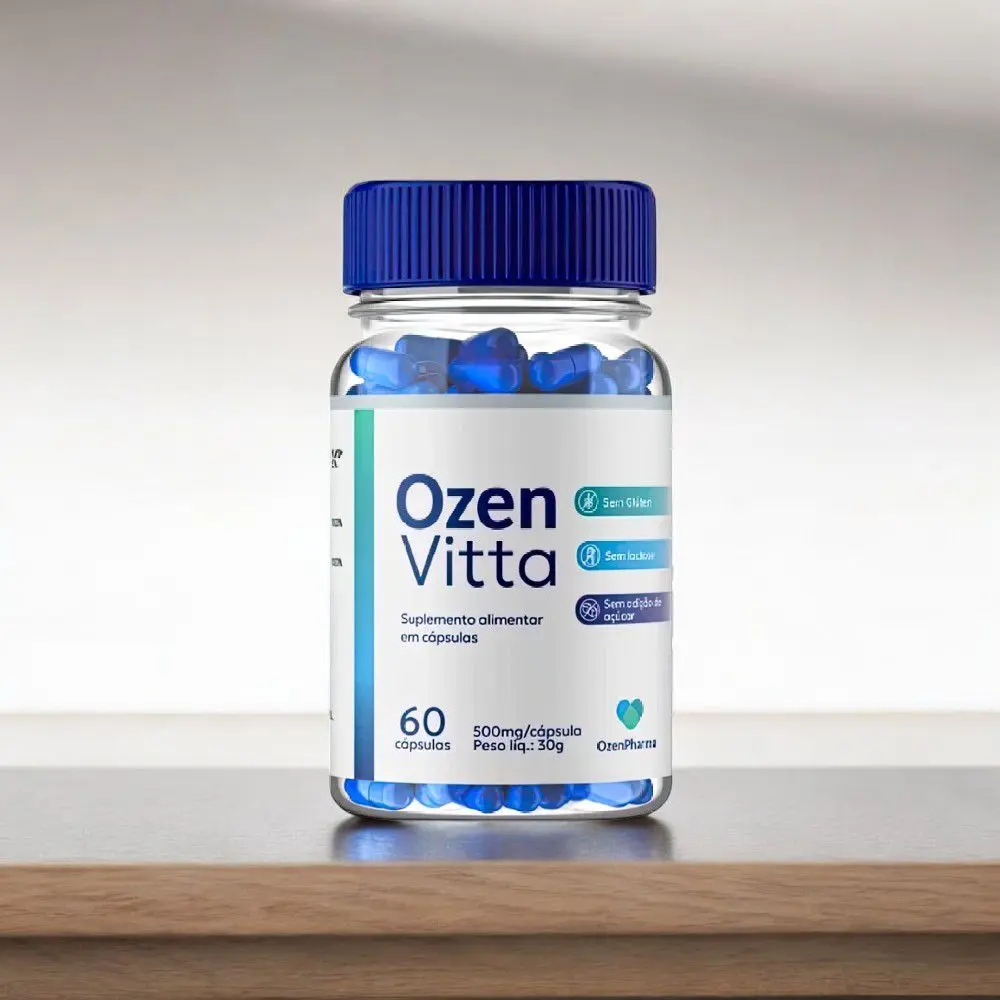 Ozen
Vitta
Suplemento alimentar
em cápsulas
Sem Glúten
Sem lactose
Sem adição de
açúcar
60
cápsulas
500mg/cápsula
Peso líq.: 30g
OzenPharma